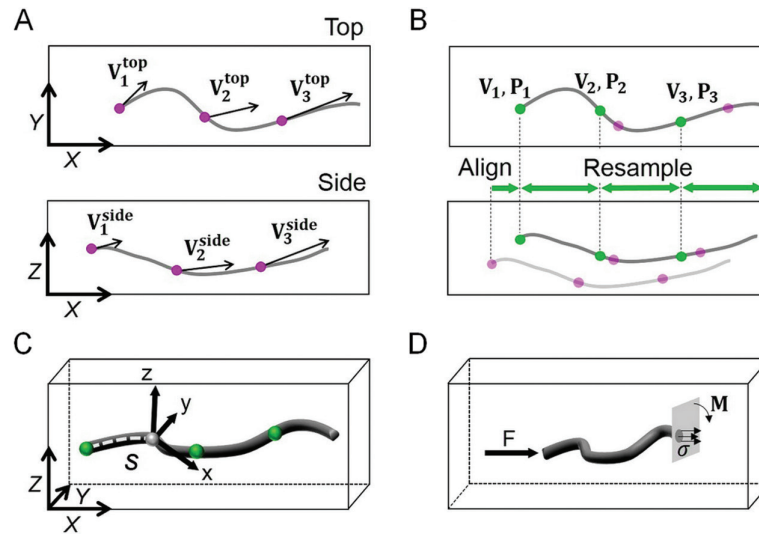 A
Top
V₁ᵗᵒᵖ
V₂ᵗᵒᵖ
V₃ᵗᵒᵖ
Y
X
Side
V₁ˢⁱᵈᵉ
V₂ˢⁱᵈᵉ
V₃ˢⁱᵈᵉ
Z
X
B
V₁, P₁
V₂, P₂
V₃, P₃
Align
Resample
C
z
y
x
S
Z
Y
X
D
F
M
σ